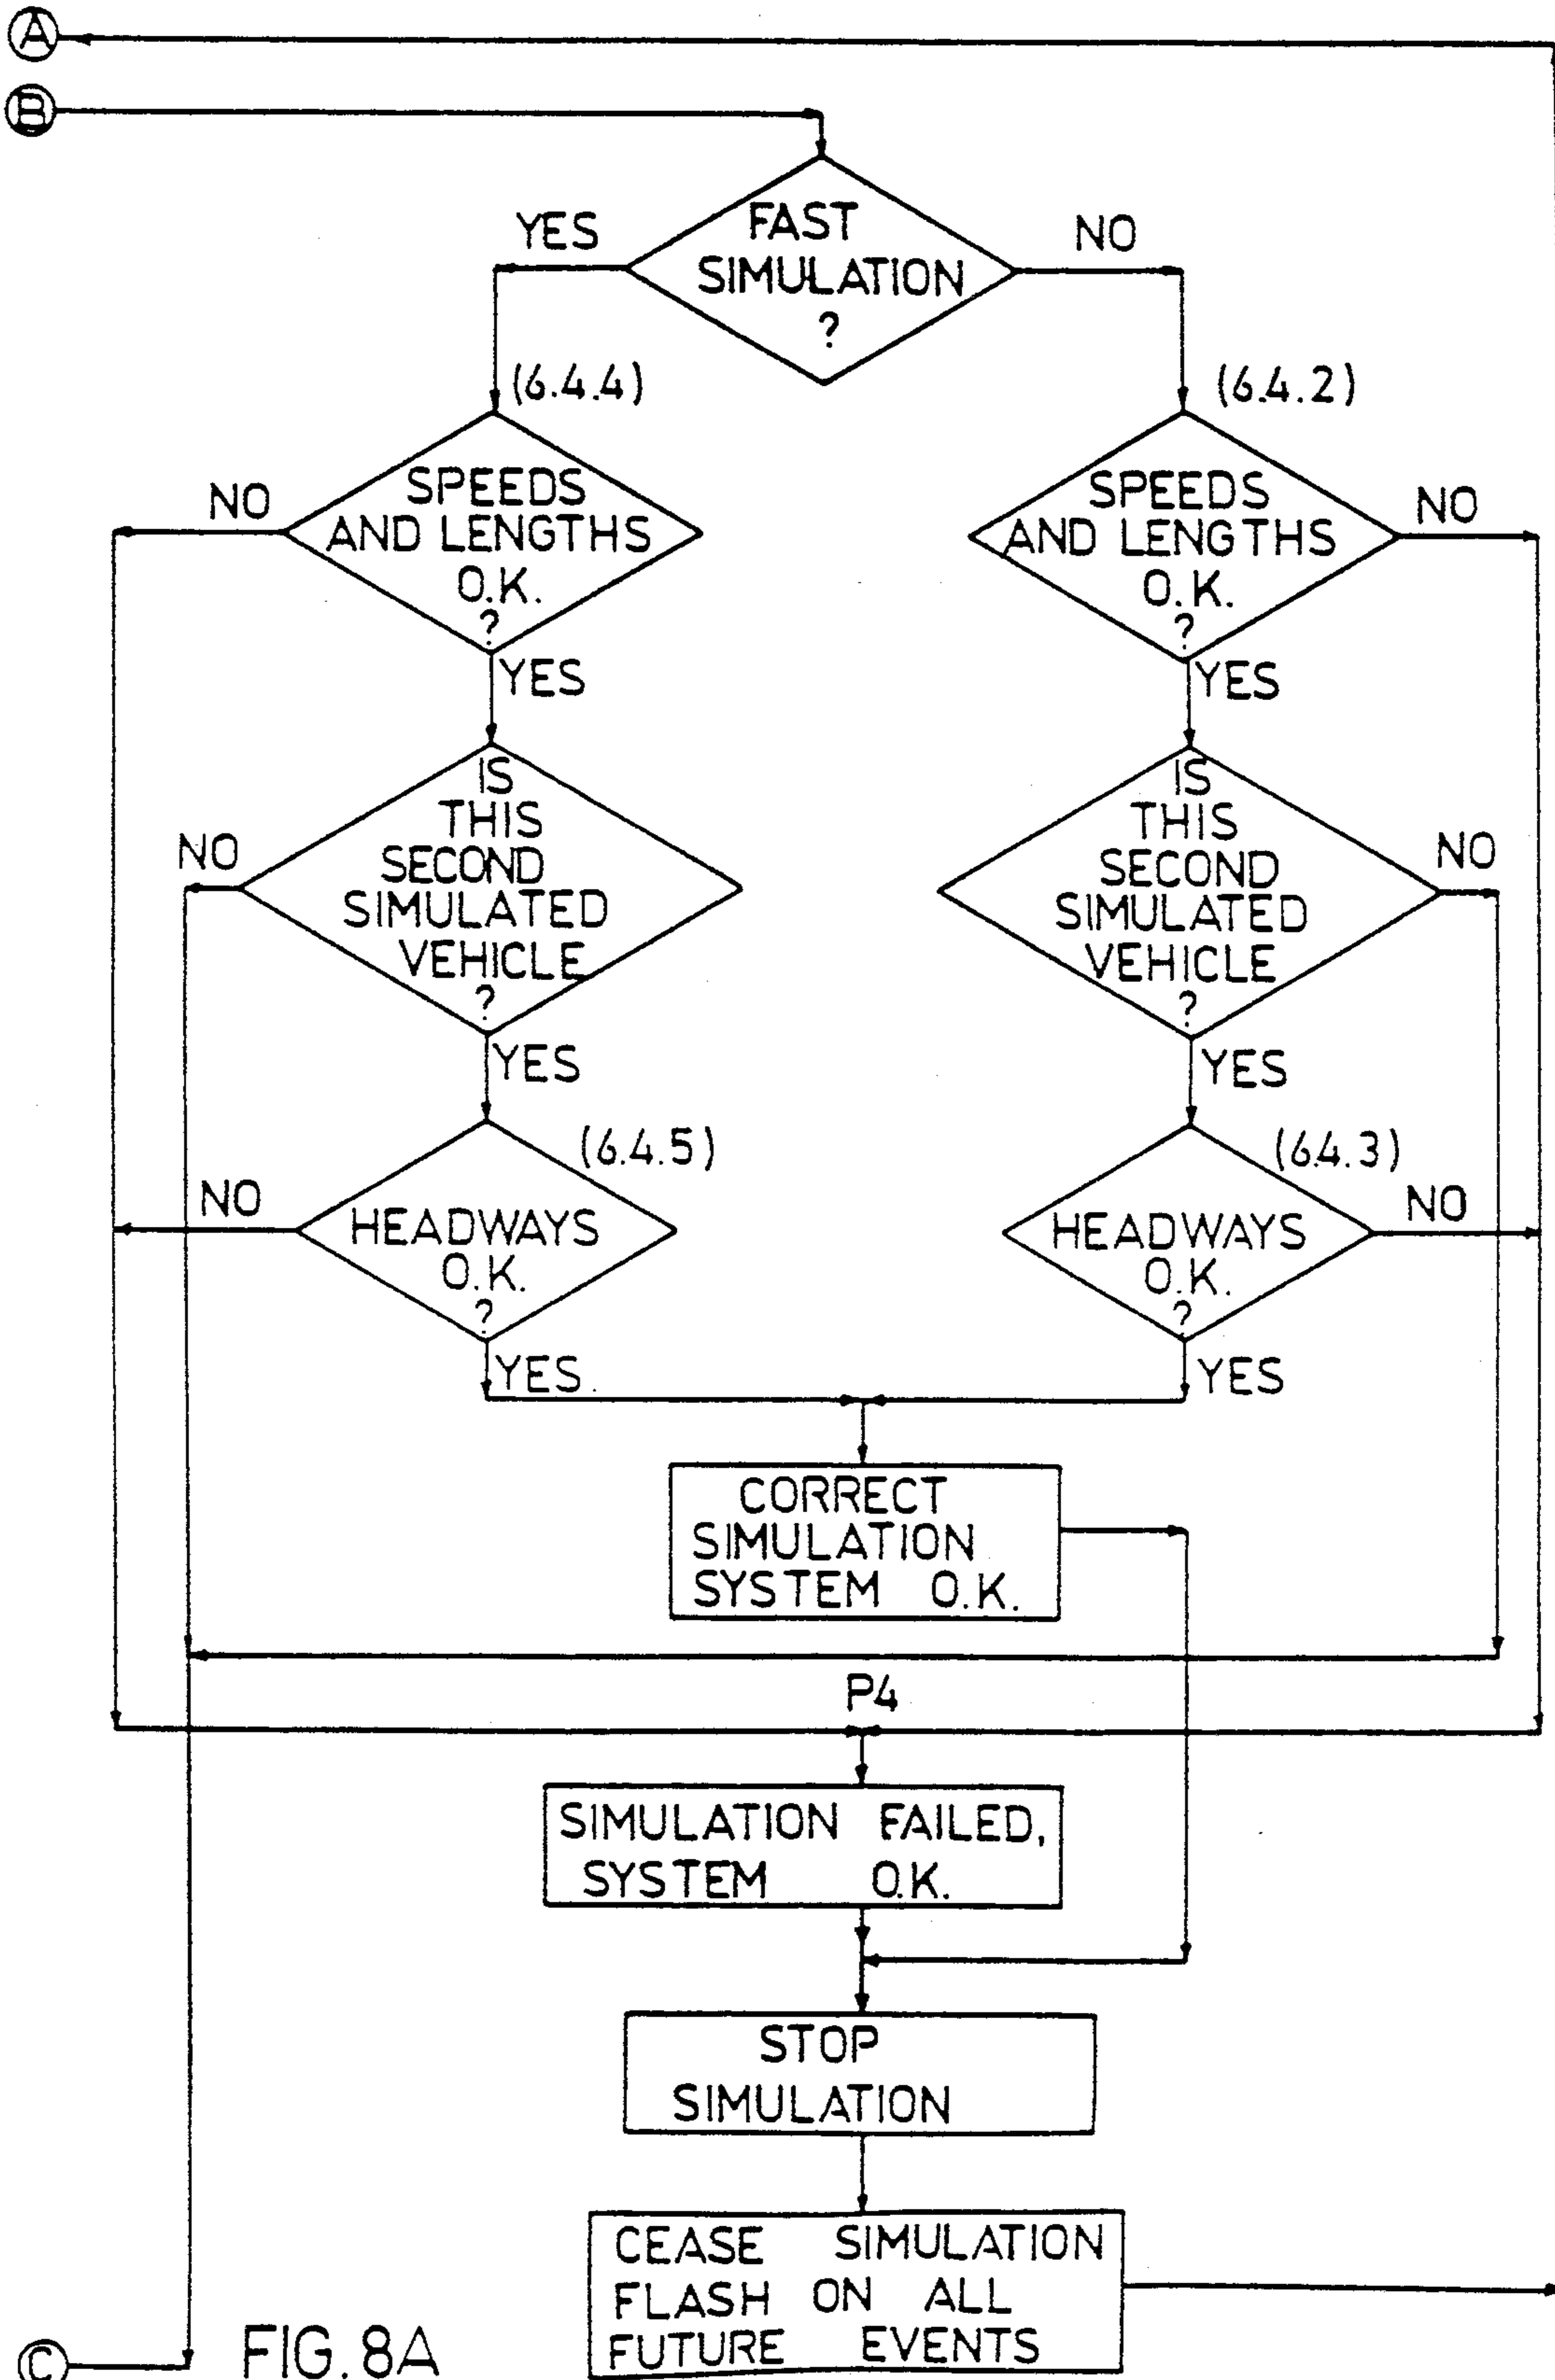 A
B
FAST
SIMULATION
?
YES
NO
(6.4.4)
(6.4.2)
SPEEDS
AND LENGTHS
O.K.
?
NO
YES
SPEEDS
AND LENGTHS
O.K.
?
NO
YES
IS
THIS
SECOND
SIMULATED
VEHICLE
?
NO
YES
IS
THIS
SECOND
SIMULATED
VEHICLE
?
NO
YES
(6.4.5)
HEADWAYS
O.K.
?
NO
YES
(6.4.3)
HEADWAYS
O.K.
?
NO
YES
CORRECT
SIMULATION
SYSTEM O.K.
P4
SIMULATION FAILED,
SYSTEM O.K.
STOP
SIMULATION
CEASE SIMULATION
FLASH ON ALL
FUTURE EVENTS
C
FIG. 8A